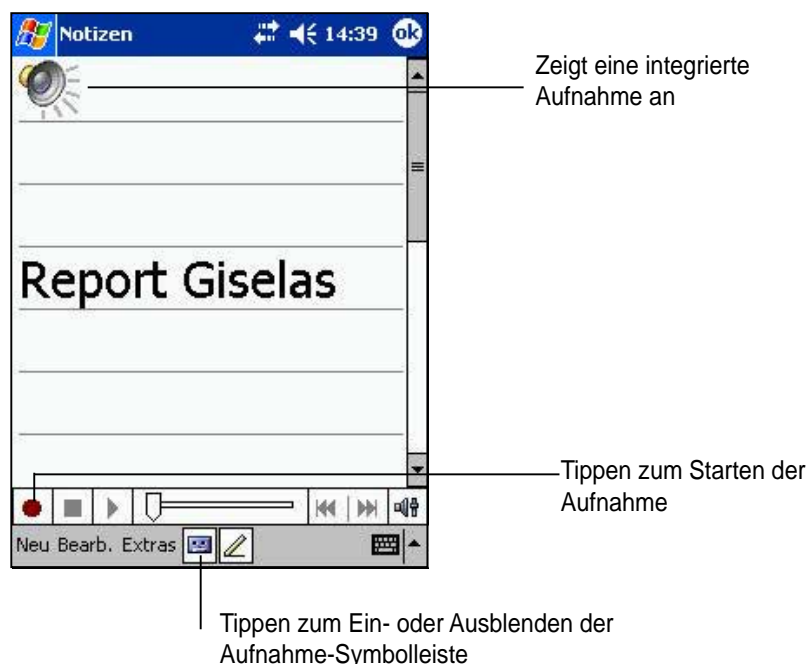 Notizen 14:39 ok
Zeigt eine integrierte
Aufnahme an
Report Giselas
Tippen zum Starten der
Aufnahme
Neu Bearb. Extras
Tippen zum Ein- oder Ausblenden der
Aufnahme-Symbolleiste